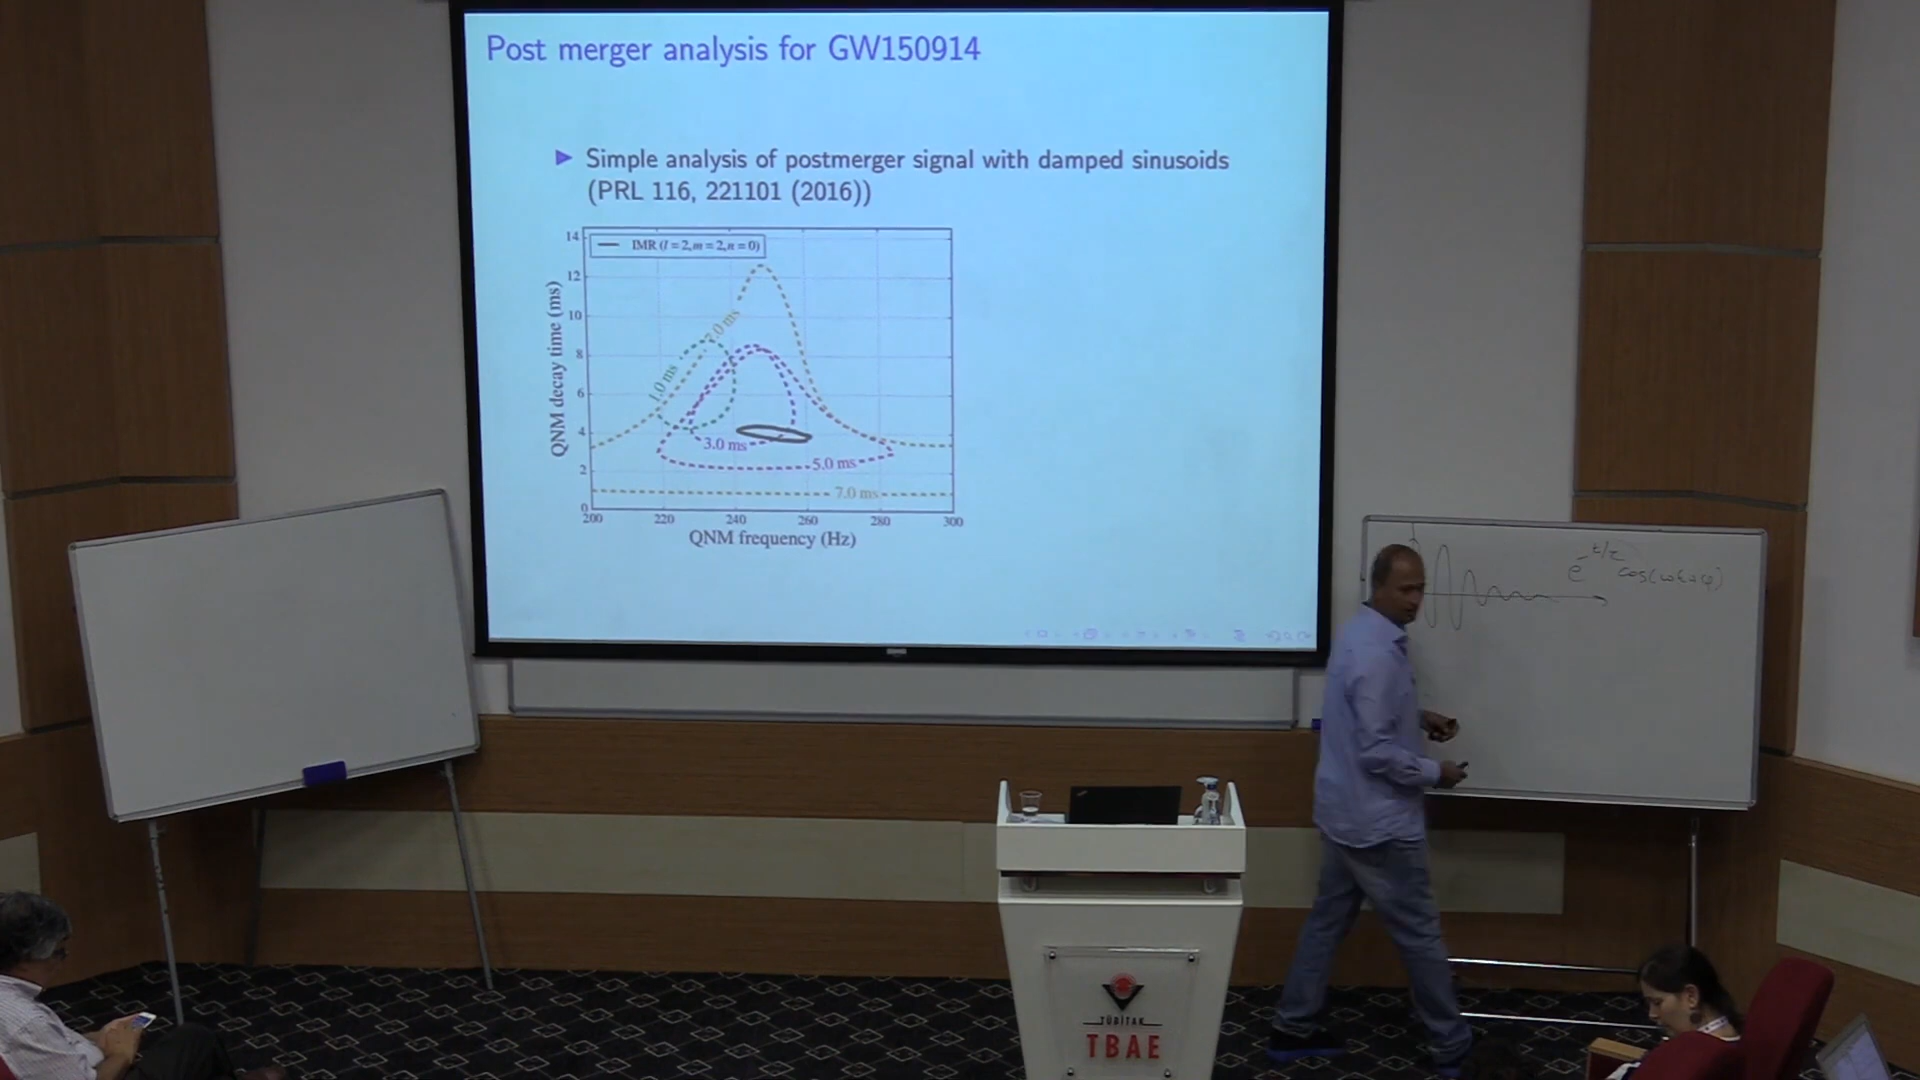 Post merger analysis for GW150914
▶ Simple analysis of postmerger signal with damped sinusoids
(PRL 116, 221101 (2016))
IMR (l = 2, m = 2, n = 0)
QNM decay time (ms)
14
12
10
8
6
4
2
0
1.0 ms
7.0 ms
3.0 ms
5.0 ms
7.0 ms
200 220 240 260 280 300
QNM frequency (Hz)
e^{-t/τ} cos(ωt+φ)
TÜBİTAK
TBAE